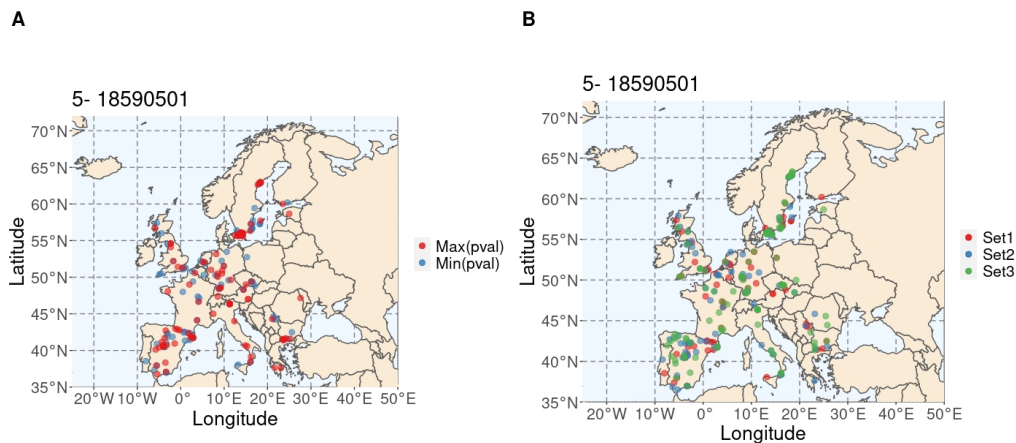 A
B
5- 18590501
70°N
65°N
60°N
55°N
50°N
45°N
40°N
35°N
Latitude
20°W 10°W 0° 10°E 20°E 30°E 40°E 50°E
Longitude
Max(pval)
Min(pval)
5- 18590501
70°N
65°N
60°N
55°N
50°N
45°N
40°N
35°N
Latitude
20°W 10°W 0° 10°E 20°E 30°E 40°E 50°E
Longitude
Set1
Set2
Set3